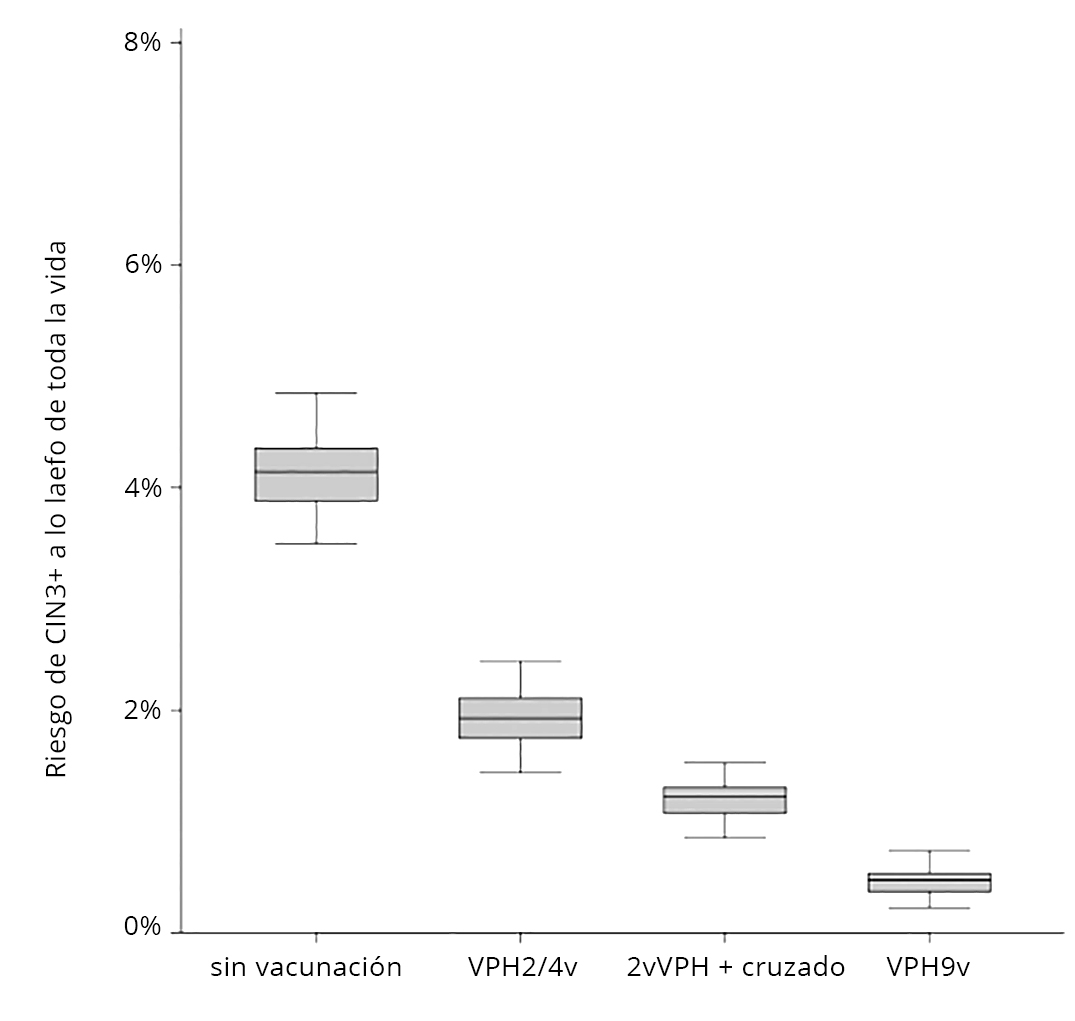 8%
6%
4%
2%
0%
Riesgo de CIN3+ a lo laefo de toda la vida
sin vacunación
VPH2/4v
2vVPH + cruzado
VPH9v